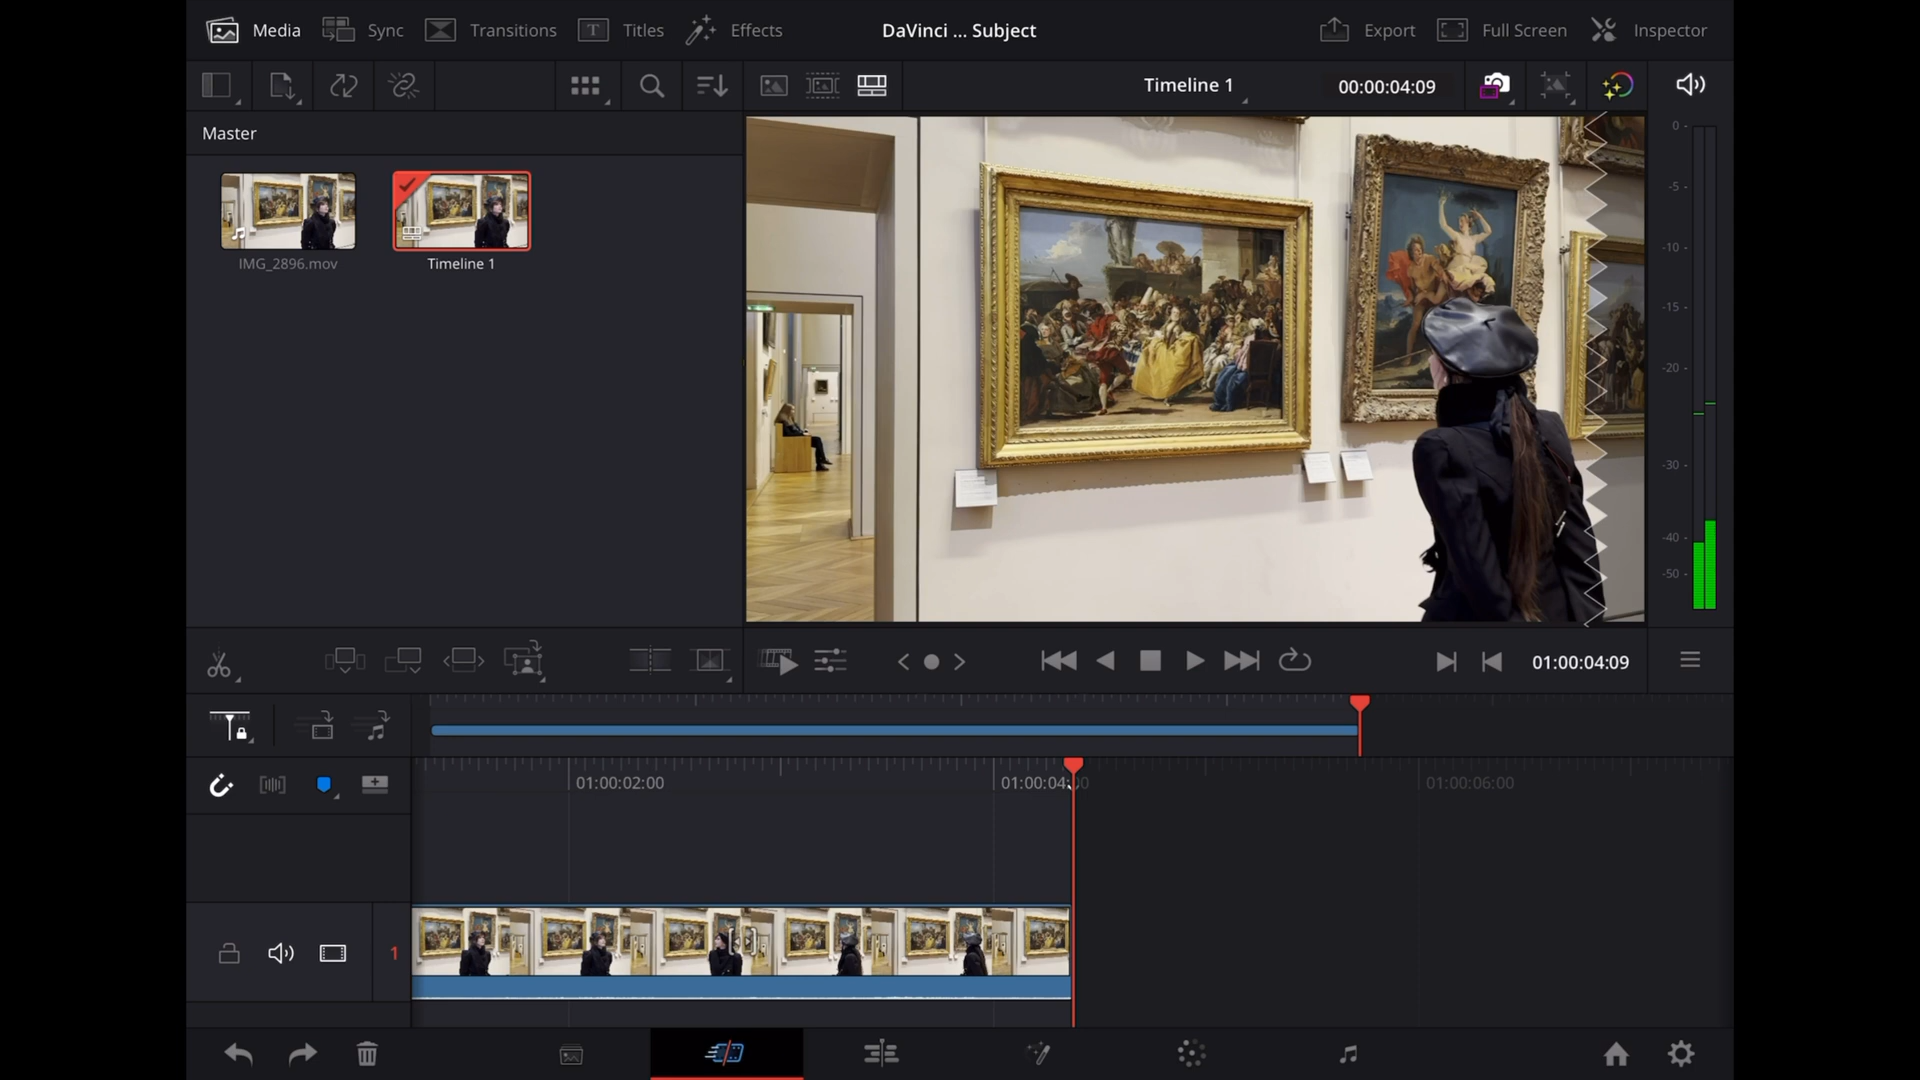 Media Sync Transitions Titles Effects DaVinci ... Subject Export Full Screen Inspector
Timeline 1 00:00:04:09
Master
IMG_2896.mov Timeline 1
0
-5
-10
-15
-20
-30
-40
-50
01:00:04:09
01:00:02:00 01:00:04:00 01:00:06:00
1